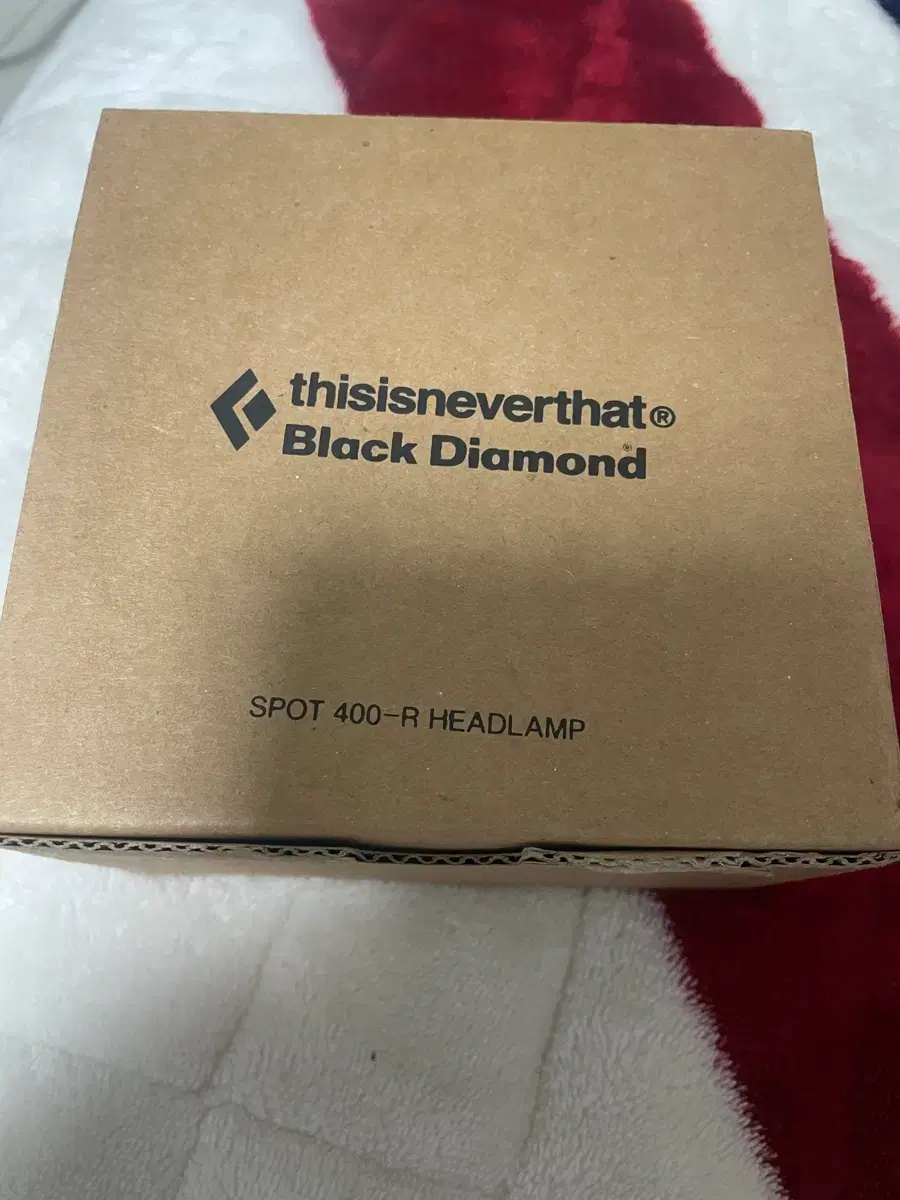 thisisneverthat®
Black Diamond®
SPOT 400-R HEADLAMP